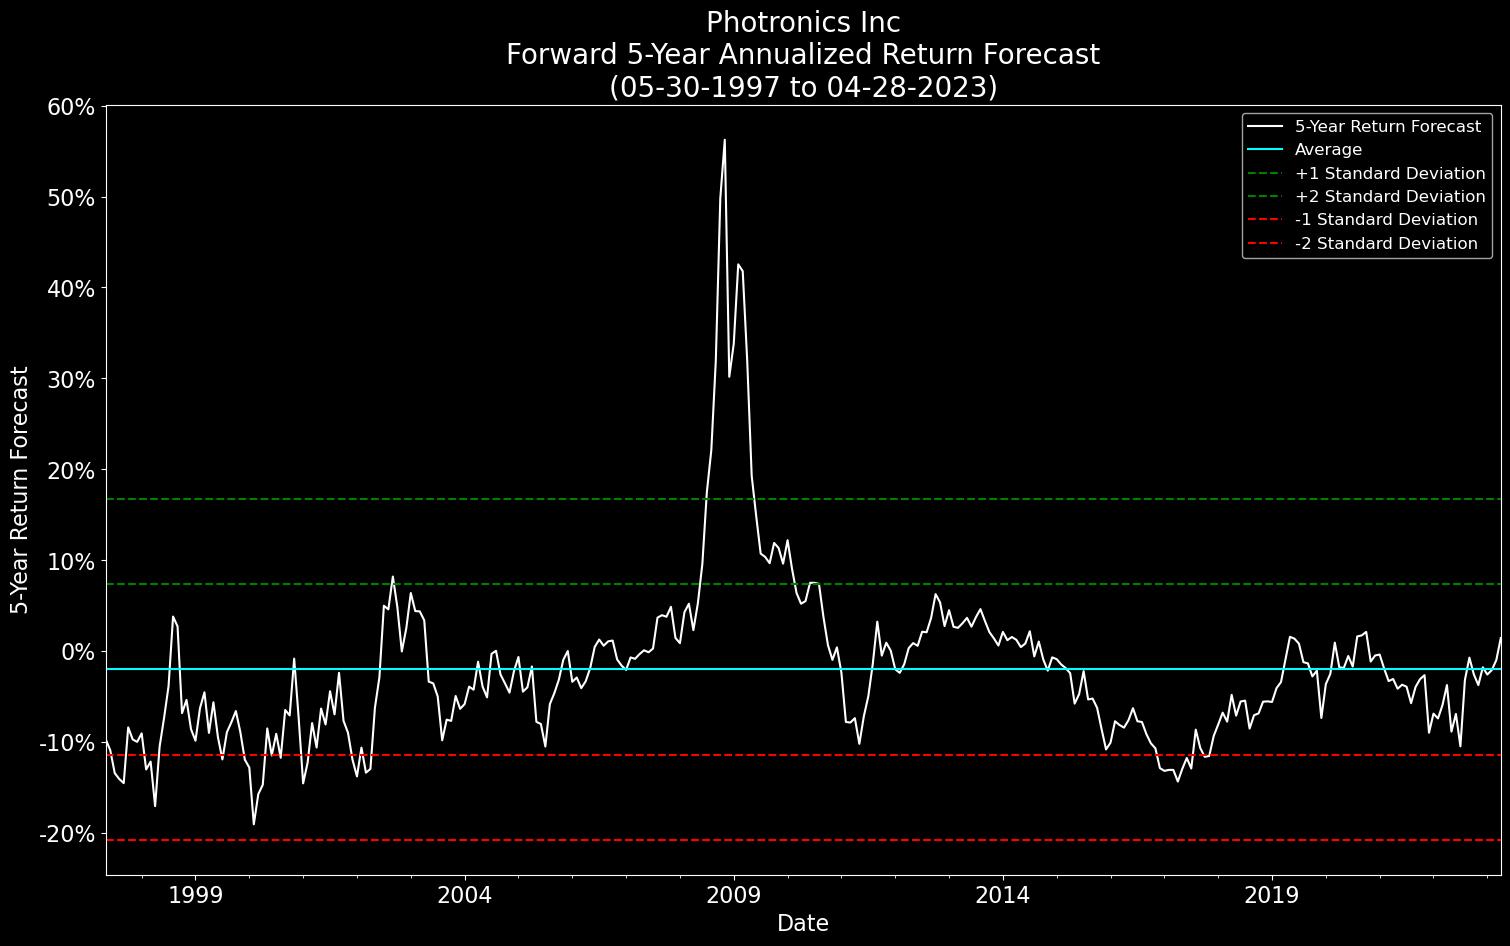 Photronics Inc
Forward 5-Year Annualized Return Forecast
(05-30-1997 to 04-28-2023)
60%
50%
40%
30%
20%
10%
0%
-10%
-20%
5-Year Return Forecast
5-Year Return Forecast
Average
+1 Standard Deviation
+2 Standard Deviation
-1 Standard Deviation
-2 Standard Deviation
1999
2004
2009
2014
2019
Date